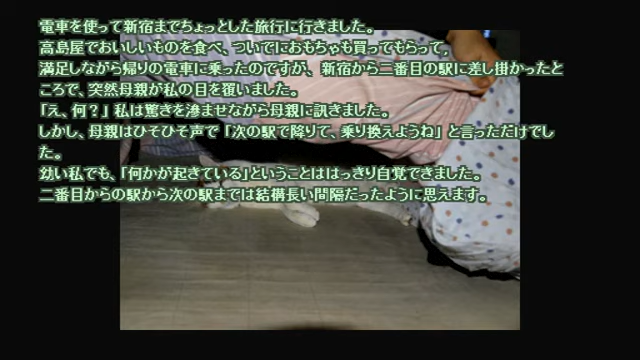 電車を使って新宿までちょっとした旅行に行きました。
高島屋でおいしいものを食べ、ついでにおもちゃも買ってもらって,
満足しながら帰りの電車に乗ったのですが、新宿から二番目の駅に差し掛かったと
ころで、突然母親が私の目を覆いました。
「え、何？」私は驚きを滲ませながら母親に訊きました。
しかし、母親はひそひそ声で「次の駅で降りて、乗り換えようね」と言っただけでし
た。
幼い私でも、「何かが起きている」ということははっきり自覚できました。
二番目からの駅から次の駅までは結構長い間隔だったように思えます。